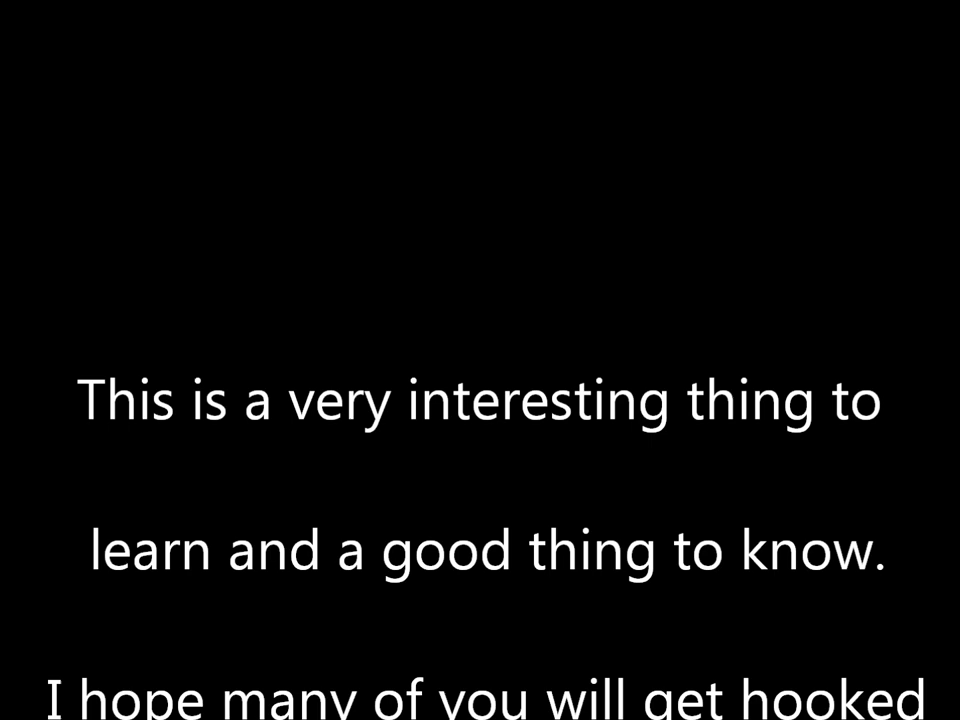 This is a very interesting thing to
learn and a good thing to know.
I hope many of you will get hooked